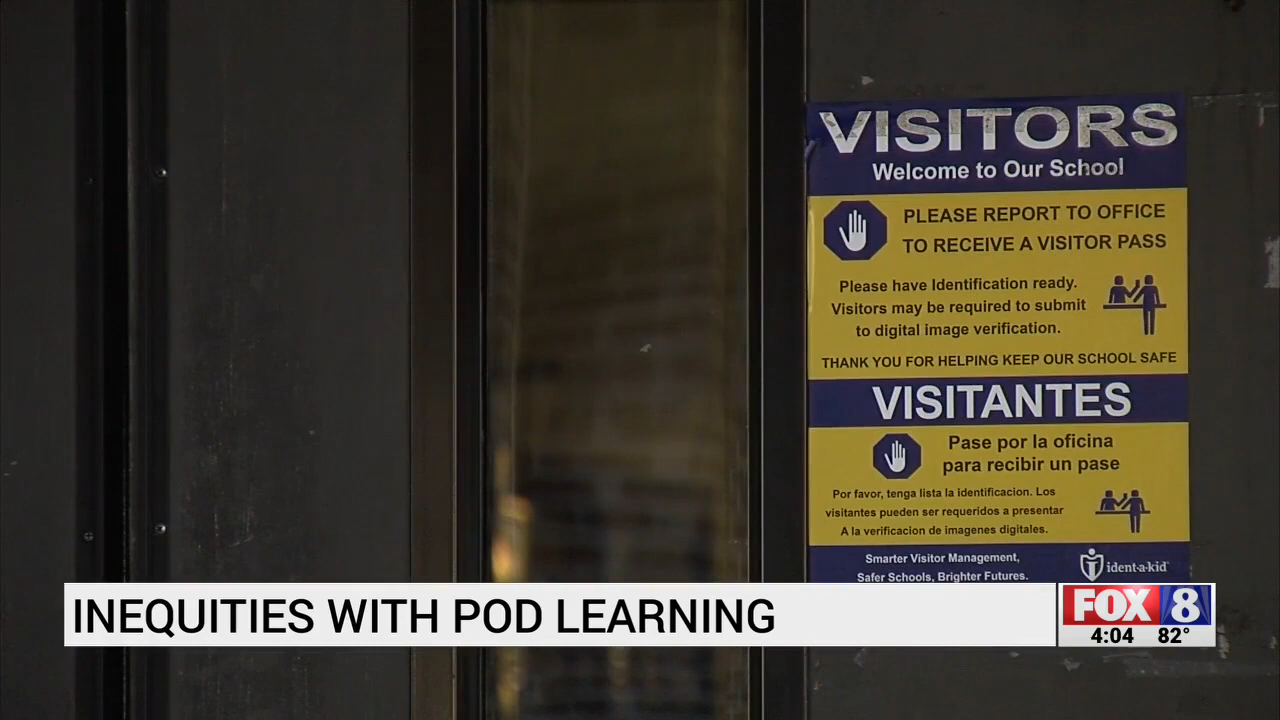 VISITORS
Welcome to Our School
PLEASE REPORT TO OFFICE
TO RECEIVE A VISITOR PASS
Please have Identification ready.
Visitors may be required to submit
to digital image verification.
THANK YOU FOR HELPING KEEP OUR SCHOOL SAFE
VISITANTES
Pase por la oficina
para recibir un pase
Por favor, tenga lista la identificacion. Los
visitantes pueden ser requeridos a presentar
A la verificacion de imagenes digitales.
Smarter Visitor Management,
Safer Schools, Brighter Futures.
ident-a-kid
INEQUITIES WITH POD LEARNING
FOX 8
4:04 82°